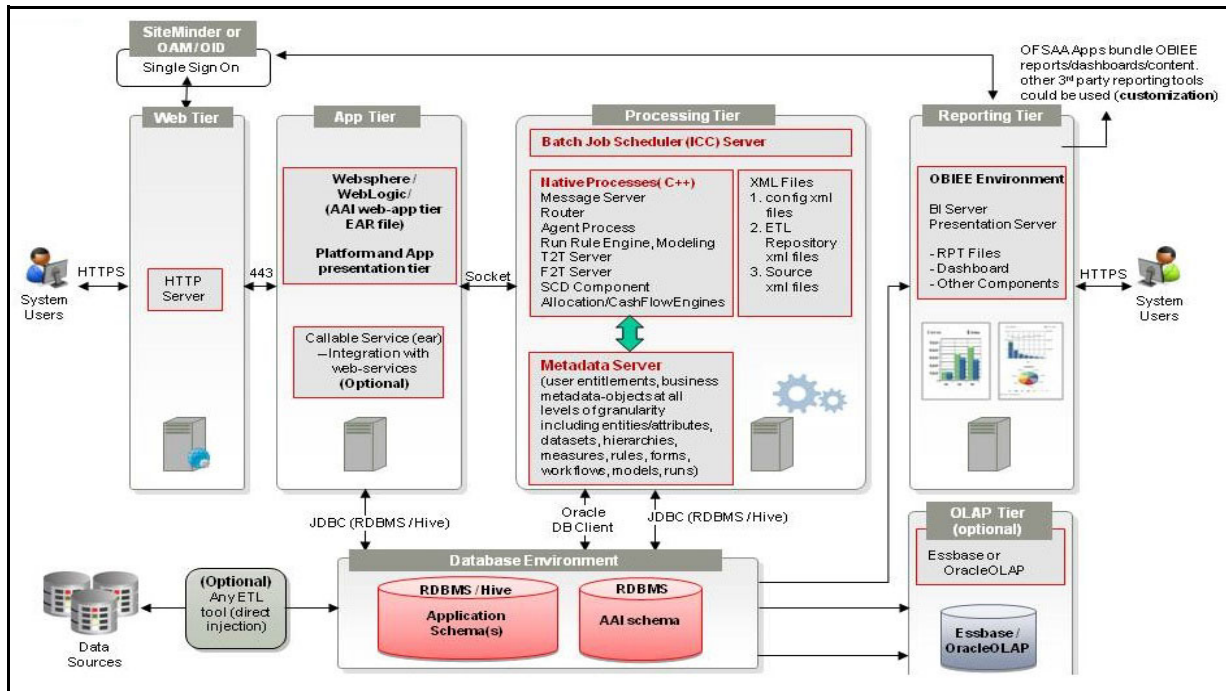 SiteMinder or
OAM/OID
Single Sign On
OFSAA Apps bundle OBIEE
reports/dashboards/content.
other 3rd party reporting tools
could be used (customization)
Web Tier
App Tier
Processing Tier
Reporting Tier
Batch Job Scheduler (ICC) Server
Websphere /
WebLogic/
(AAI web-app tier
EAR file)
Platform and App
presentation tier
Native Processes( C++)
Message Server
Router
Agent Process
Run Rule Engine, Modeling
T2T Server
F2T Server
SCD Component
Allocation/CashFlowEngines
XML Files
1. config xml
files
2. ETL
Repository
xml files
3. Source
xml files
OBIEE Environment
BI Server
Presentation Server
- RPT Files
- Dashboard
- Other Components
HTTPS
System
Users
HTTP
Server
443
Socket
HTTPS
System
Users
Callable Service (ear)
–Integration with
web-services
(Optional)
Metadata Server
(user entitlements, business
metadata-objects at all
levels of granularity
including entities/attributes,
datasets, hierarchies,
measures, rules, forms,
workflows, models, runs)
JDBC (RDBMS / Hive)
Oracle
DB Client
JDBC (RDBMS / Hive)
OLAP Tier
(optional)
Essbase or
OracleOLAP
Essbase /
OracleOLAP
Database Environment
RDBMS / Hive
Application
Schema(s)
RDBMS
AAI schema
(Optional)
Any ETL
tool (direct
injection)
Data
Sources